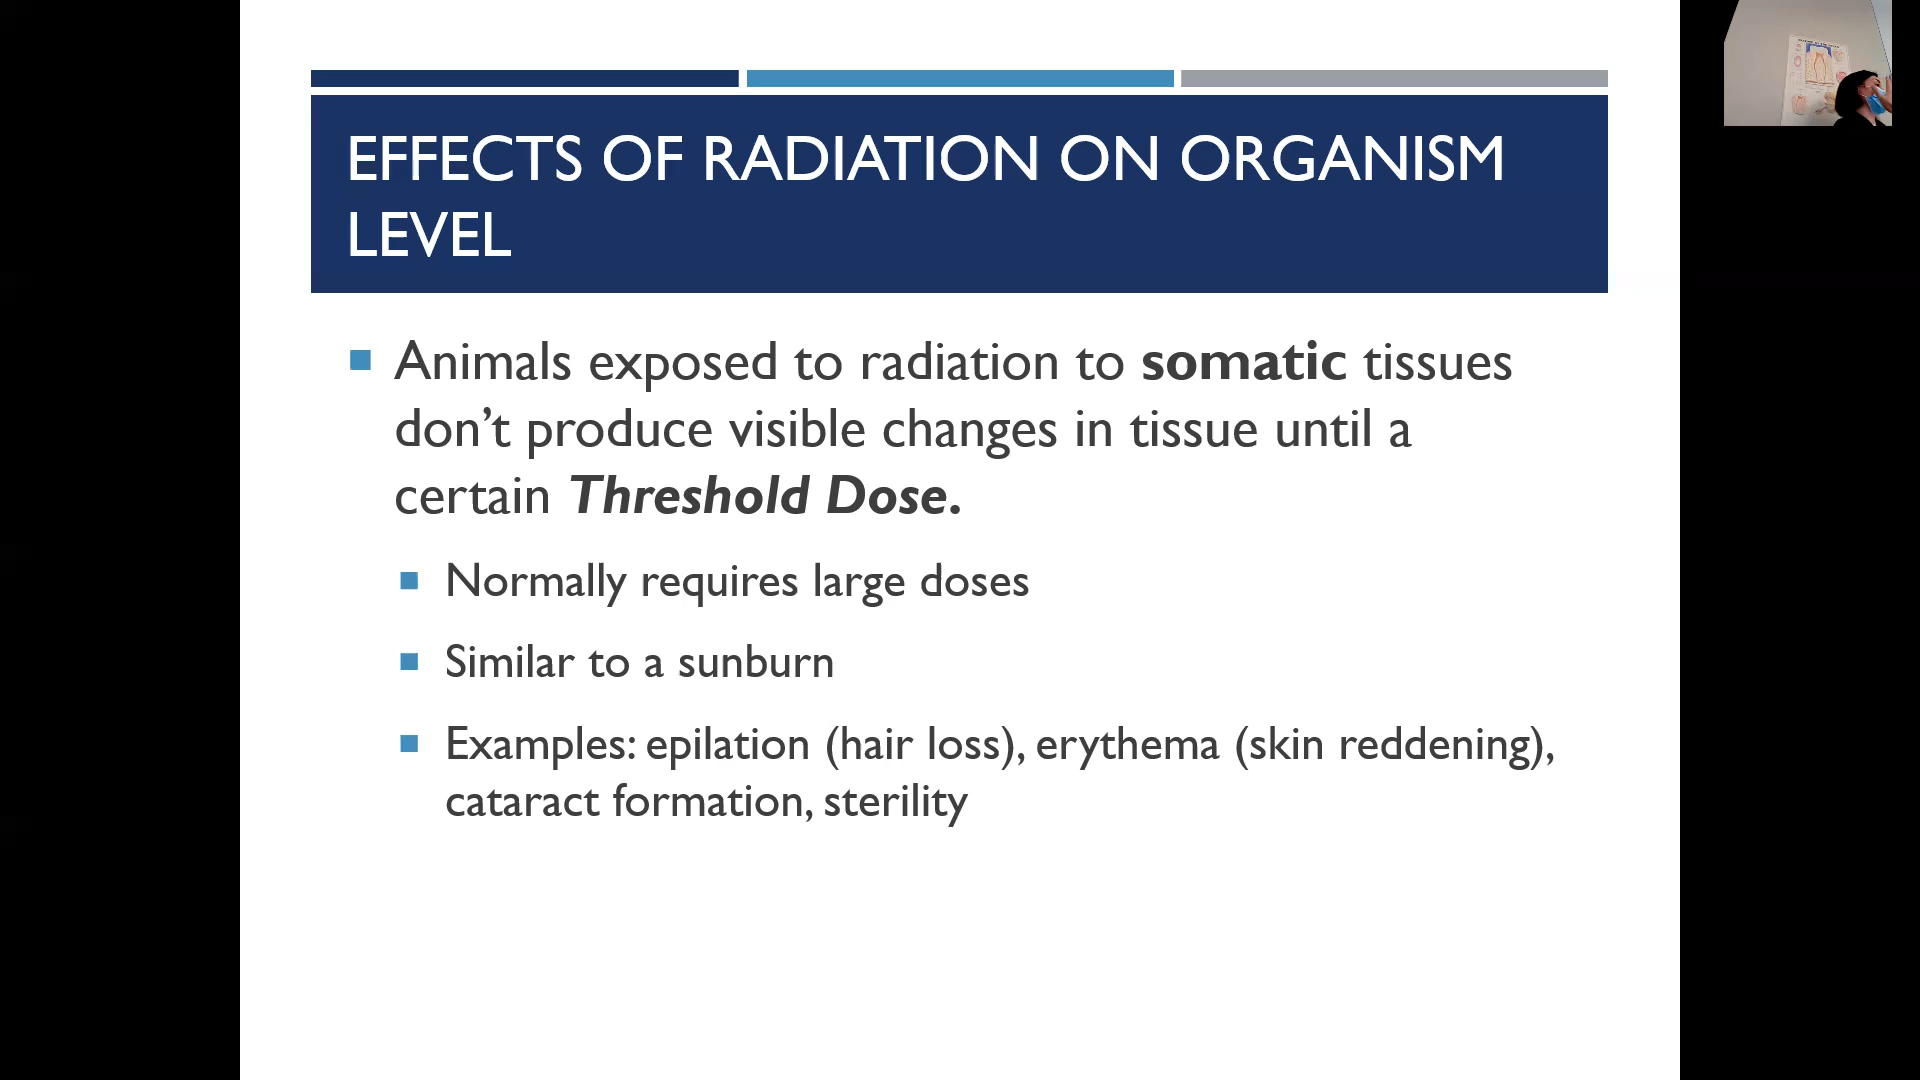 EFFECTS OF RADIATION ON ORGANISM
LEVEL
Animals exposed to radiation to somatic tissues
don't produce visible changes in tissue until a
certain Threshold Dose.
Normally requires large doses
Similar to a sunburn
Examples: epilation (hair loss), erythema (skin reddening),
cataract formation, sterility